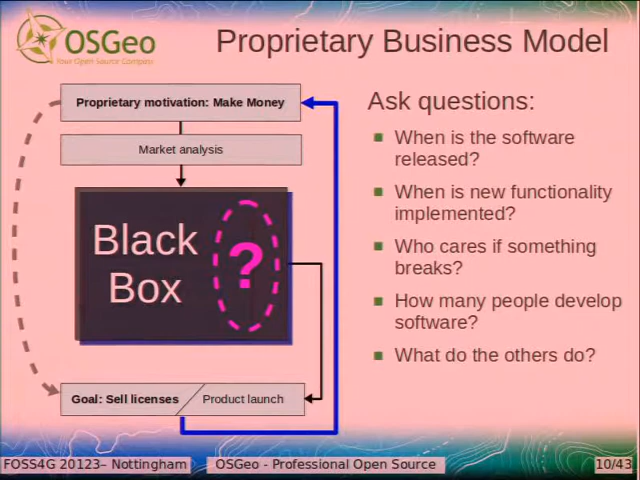 OSGeo
Your Open Source Compass
Proprietary Business Model
Proprietary motivation: Make Money
Market analysis
Black
Box
?
Goal: Sell licenses
Product launch
Ask questions:
When is the software
released?
When is new functionality
implemented?
Who cares if something
breaks?
How many people develop
software?
What do the others do?
FOSS4G 20123– Nottingham
OSGeo - Professional Open Source
10/43